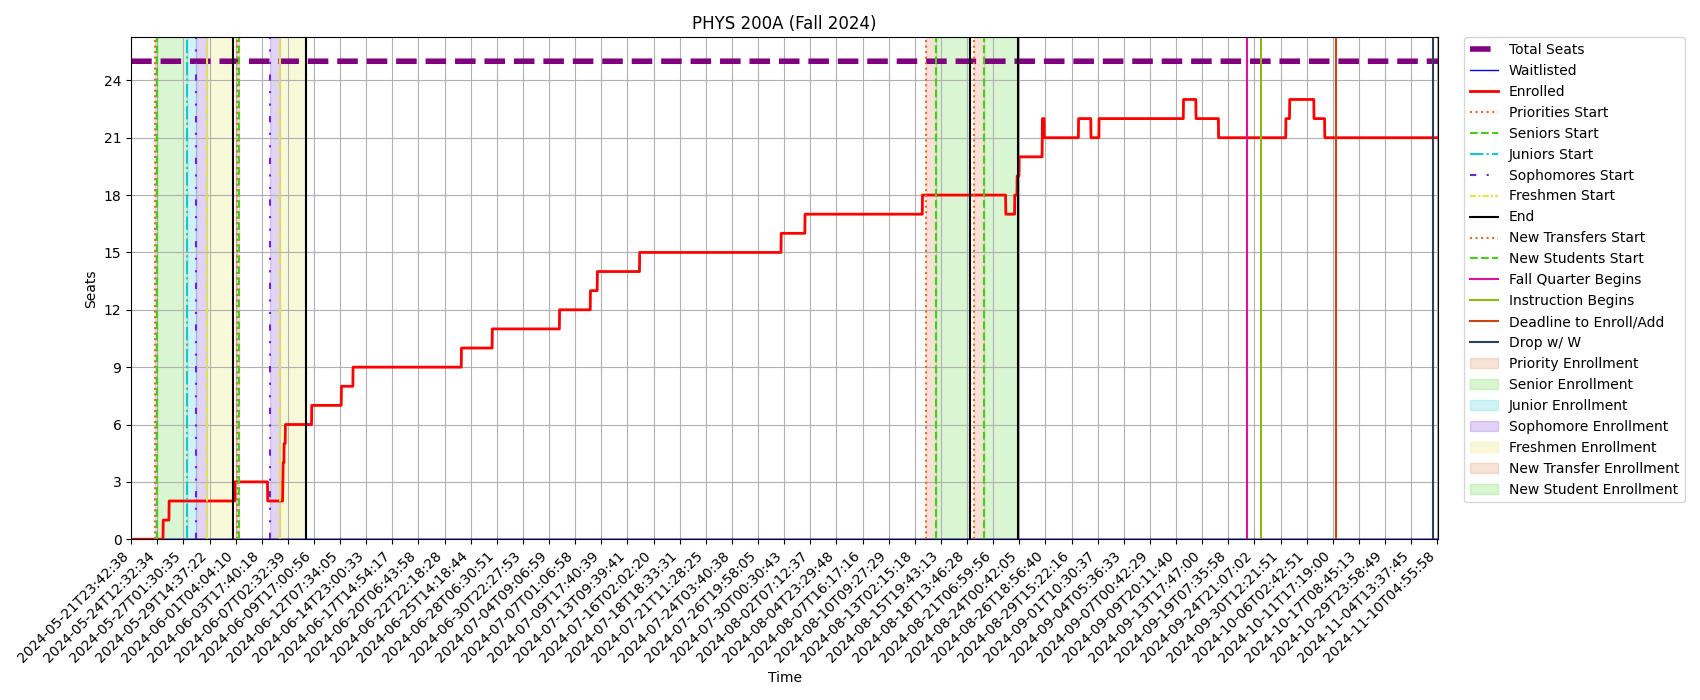 PHYS 200A (Fall 2024)
Seats
24
21
18
15
12
9
6
3
0
2024-05-21T23:42:38
2024-05-24T12:32:34
2024-05-27T01:30:35
2024-05-29T14:37:22
2024-06-01T04:04:10
2024-06-03T17:40:18
2024-06-07T02:32:39
2024-06-09T17:00:56
2024-06-12T07:34:05
2024-06-14T23:00:33
2024-06-17T14:54:17
2024-06-20T06:43:58
2024-06-22T22:18:28
2024-06-25T14:18:44
2024-06-28T06:30:51
2024-06-30T22:27:53
2024-07-04T09:06:59
2024-07-07T01:06:58
2024-07-09T17:40:39
2024-07-13T09:39:41
2024-07-16T02:02:20
2024-07-18T18:33:31
2024-07-21T11:28:25
2024-07-24T03:40:38
2024-07-26T19:58:05
2024-07-30T00:30:43
2024-08-02T07:12:37
2024-08-04T23:29:48
2024-08-07T16:17:16
2024-08-10T09:27:29
2024-08-13T02:15:18
2024-08-15T19:43:13
2024-08-18T13:46:28
2024-08-21T06:59:56
2024-08-24T00:42:05
2024-08-26T18:56:40
2024-08-29T15:22:16
2024-09-01T10:30:37
2024-09-04T05:36:33
2024-09-07T00:42:29
2024-09-09T20:11:40
2024-09-13T17:47:00
2024-09-19T07:35:58
2024-09-24T21:07:02
2024-09-30T12:21:51
2024-10-06T02:42:51
2024-10-11T17:19:00
2024-10-17T08:45:13
2024-10-29T23:58:49
2024-11-04T13:37:45
2024-11-10T04:55:58
Time
Total Seats
Waitlisted
Enrolled
Priorities Start
Seniors Start
Juniors Start
Sophomores Start
Freshmen Start
End
New Transfers Start
New Students Start
Fall Quarter Begins
Instruction Begins
Deadline to Enroll/Add
Drop w/ W
Priority Enrollment
Senior Enrollment
Junior Enrollment
Sophomore Enrollment
Freshmen Enrollment
New Transfer Enrollment
New Student Enrollment